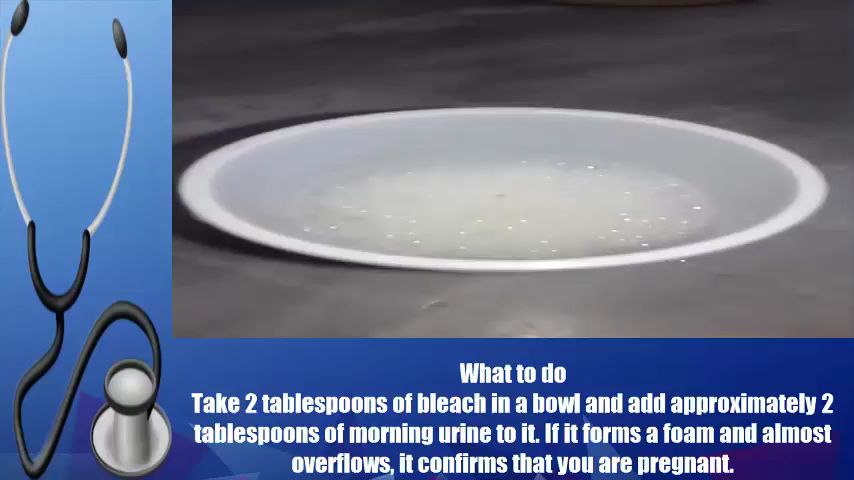 What to do
Take 2 tablespoons of bleach in a bowl and add approximately 2
tablespoons of morning urine to it. If it forms a foam and almost
overflows, it confirms that you are pregnant.